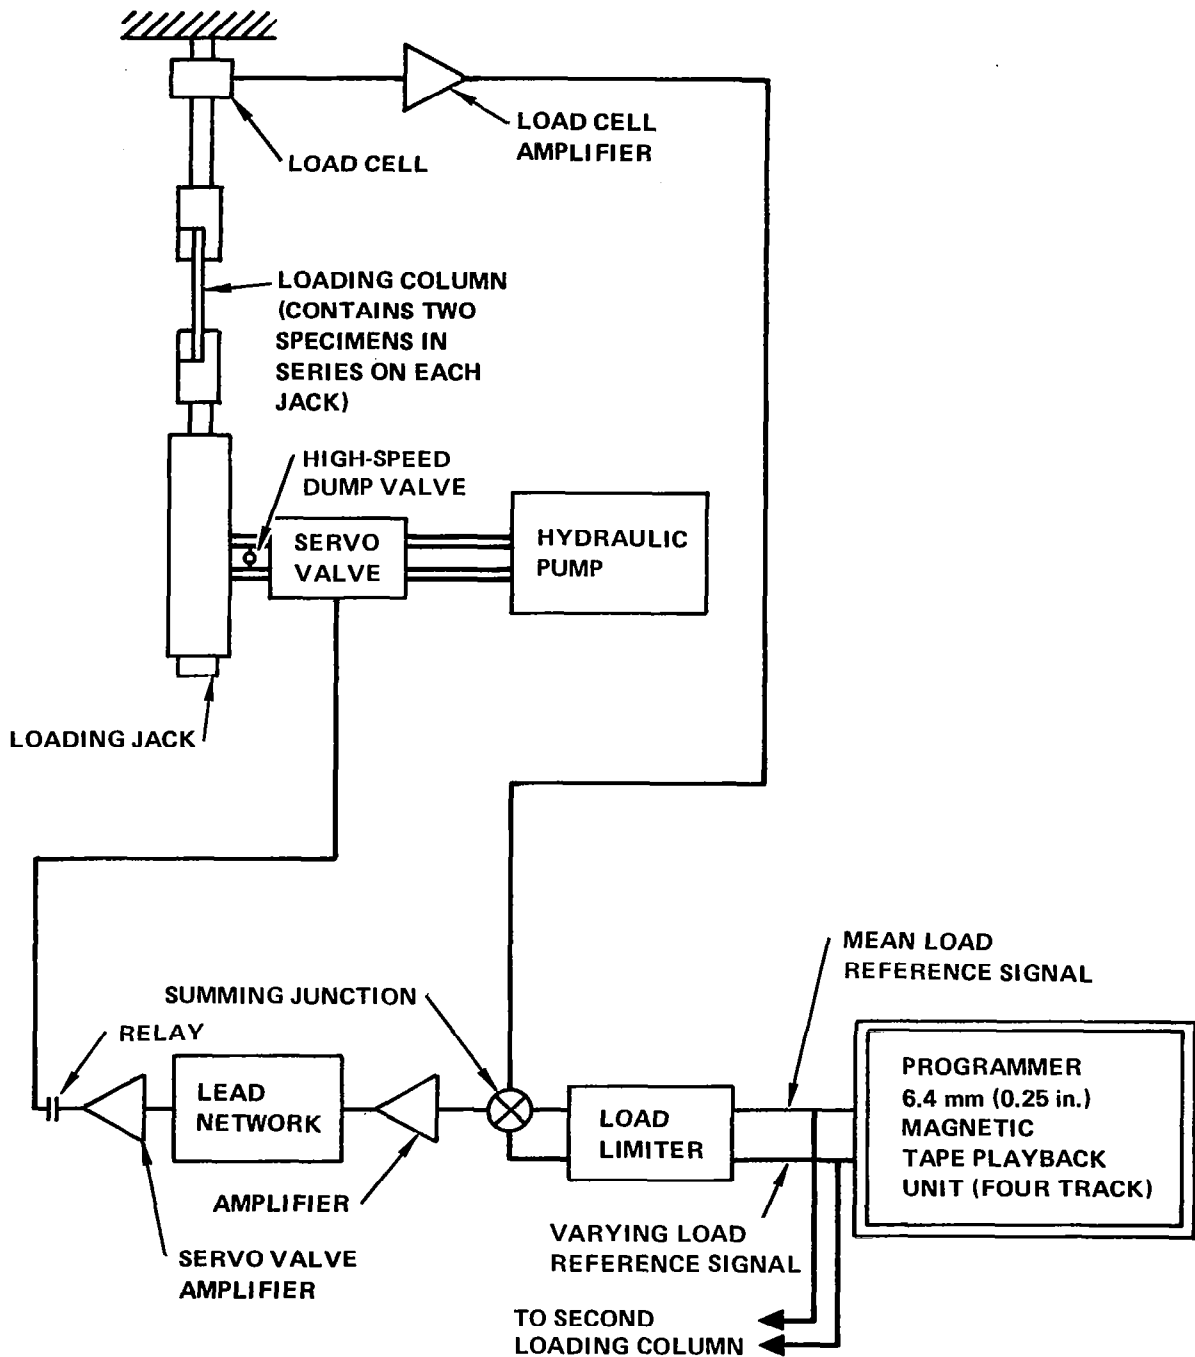 LOAD CELL
AMPLIFIER
LOAD CELL
LOADING COLUMN
(CONTAINS TWO
SPECIMENS IN
SERIES ON EACH
JACK)
HIGH-SPEED
DUMP VALVE
SERVO
VALVE
HYDRAULIC
PUMP
LOADING JACK
MEAN LOAD
REFERENCE SIGNAL
SUMMING JUNCTION
RELAY
LEAD
NETWORK
LOAD
LIMITER
PROGRAMMER
6.4 mm (0.25 in.)
MAGNETIC
TAPE PLAYBACK
UNIT (FOUR TRACK)
AMPLIFIER
SERVO VALVE
AMPLIFIER
VARYING LOAD
REFERENCE SIGNAL
TO SECOND
LOADING COLUMN